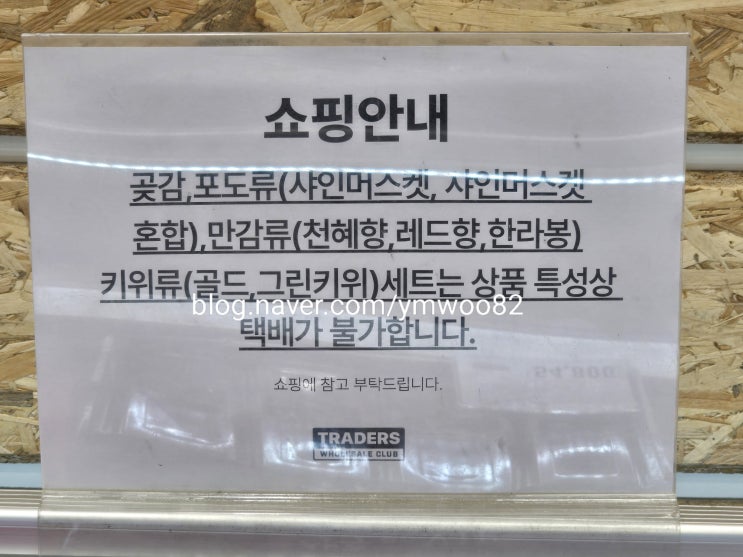 쇼핑안내
곶감,포도류(샤인머스켓, 샤인머스켓
혼합),만감류(천혜향,레드향,한라봉)
키위류(골드,그린키위)세트는 상품 특성상
blog.naver.com/ymwoo82
택배가 불가합니다.
쇼핑에 참고 부탁드립니다.
TRADERS
WHOLESALE CLUB